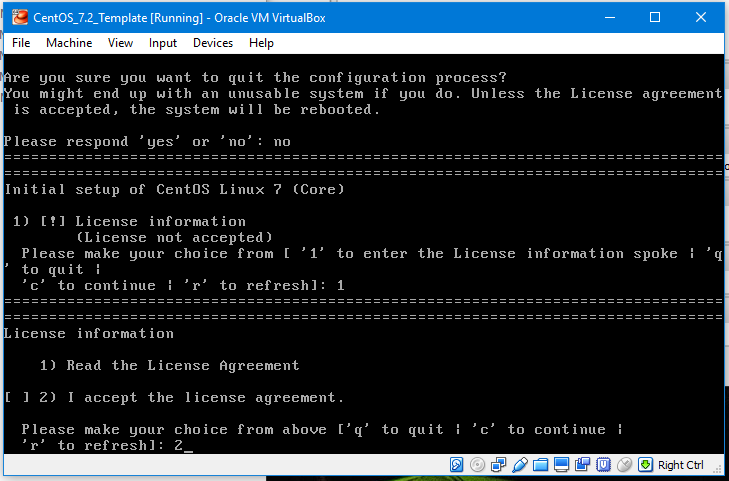 CentOS_7.2_Template [Running] - Oracle VM VirtualBox
File Machine View Input Devices Help
Are you sure you want to quit the configuration process?
You might end up with an unusable system if you do. Unless the License agreement
is accepted, the system will be rebooted.
Please respond 'yes' or 'no': no
================================================================================
================================================================================
Initial setup of CentOS Linux 7 (Core)
1) [!] License information
(License not accepted)
Please make your choice from [ '1' to enter the License information spoke | 'q
' to quit |
'c' to continue | 'r' to refresh]: 1
================================================================================
================================================================================
License information
1) Read the License Agreement
[ ] 2) I accept the license agreement.
Please make your choice from above ['q' to quit | 'c' to continue |
'r' to refresh]: 2_
Right Ctrl